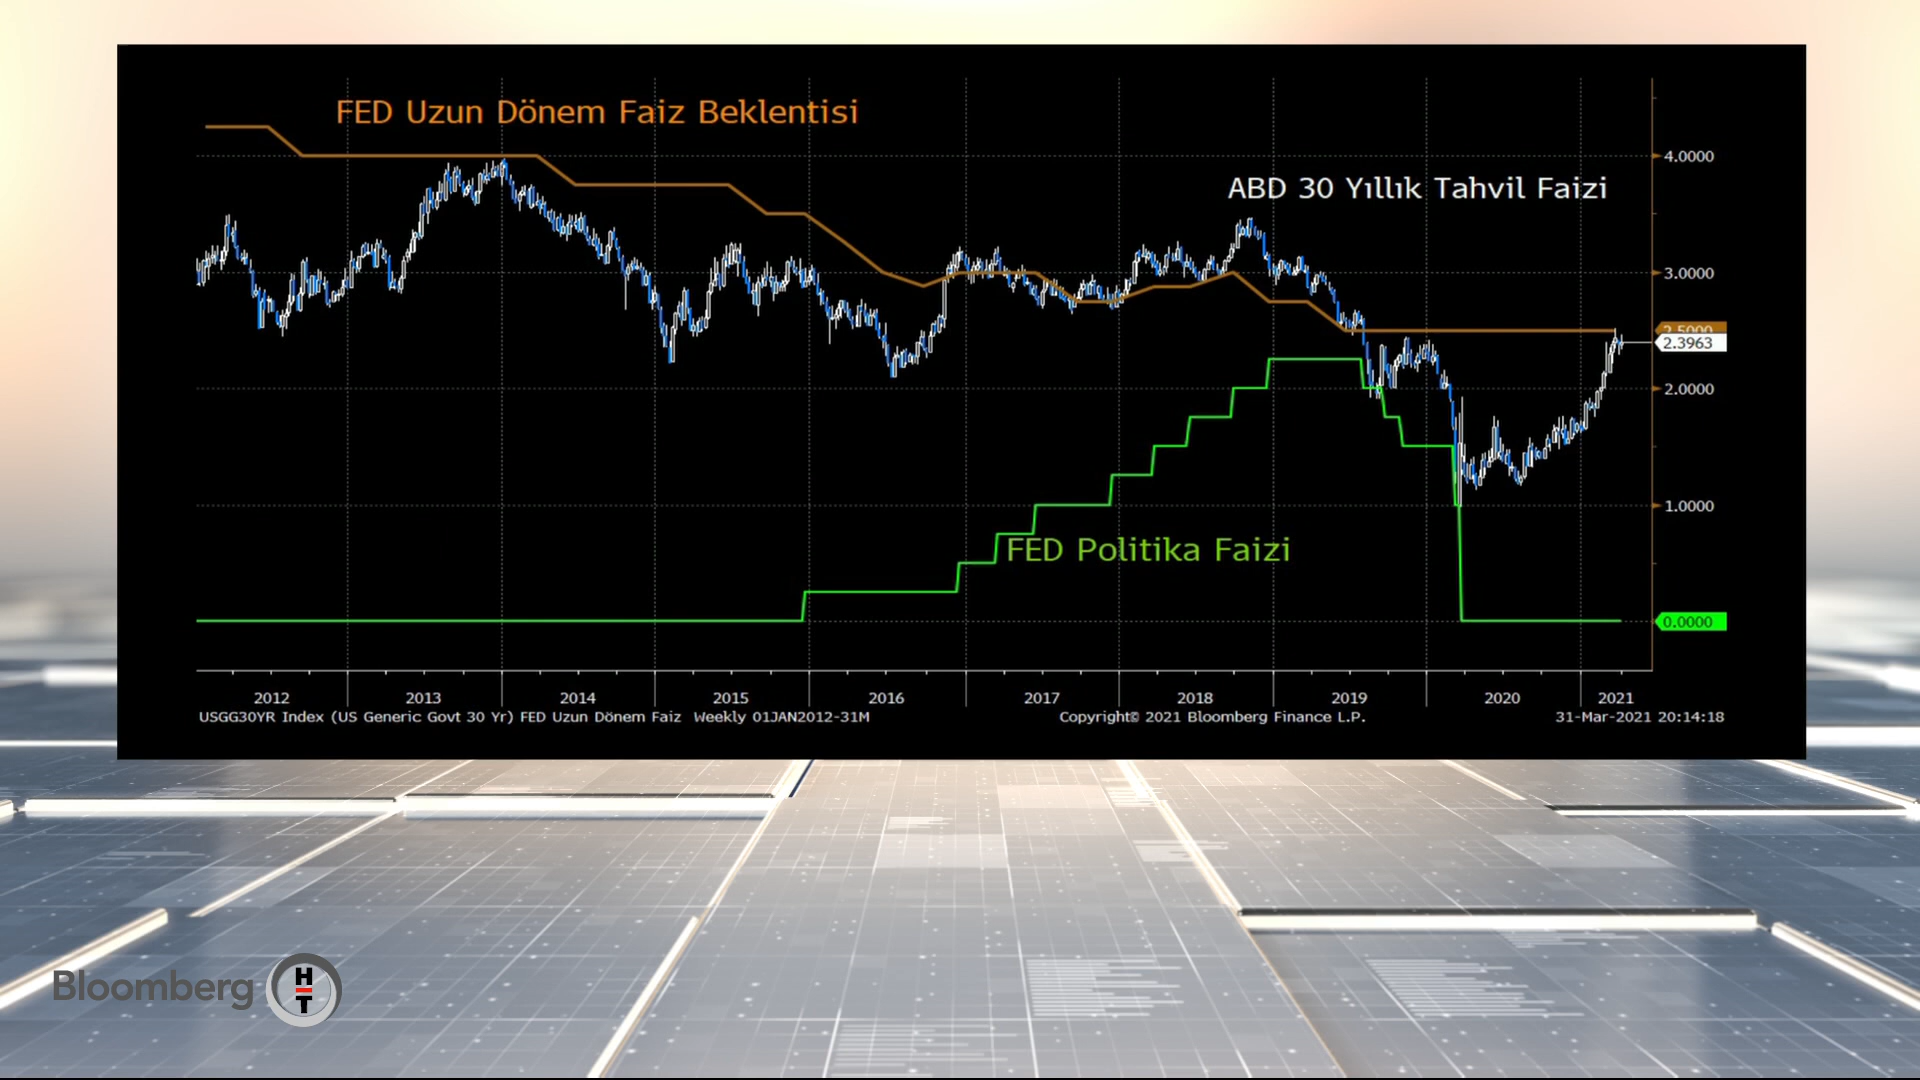 FED Uzun Dönem Faiz Beklentisi
ABD 30 Yıllık Tahvil Faizi
4.0000
3.0000
2.5000
2.3963
2.0000
1.0000
FED Politika Faizi
0.0000
2012 2013 2014 2015 2016 2017 2018 2019 2020 2021
USGG30YR Index (US Generic Govt 30 Yr) FED Uzun Dönem Faiz Weekly 01JAN2012-31M Copyright© 2021 Bloomberg Finance L.P. 31-Mar-2021 20:14:18
Bloomberg HT